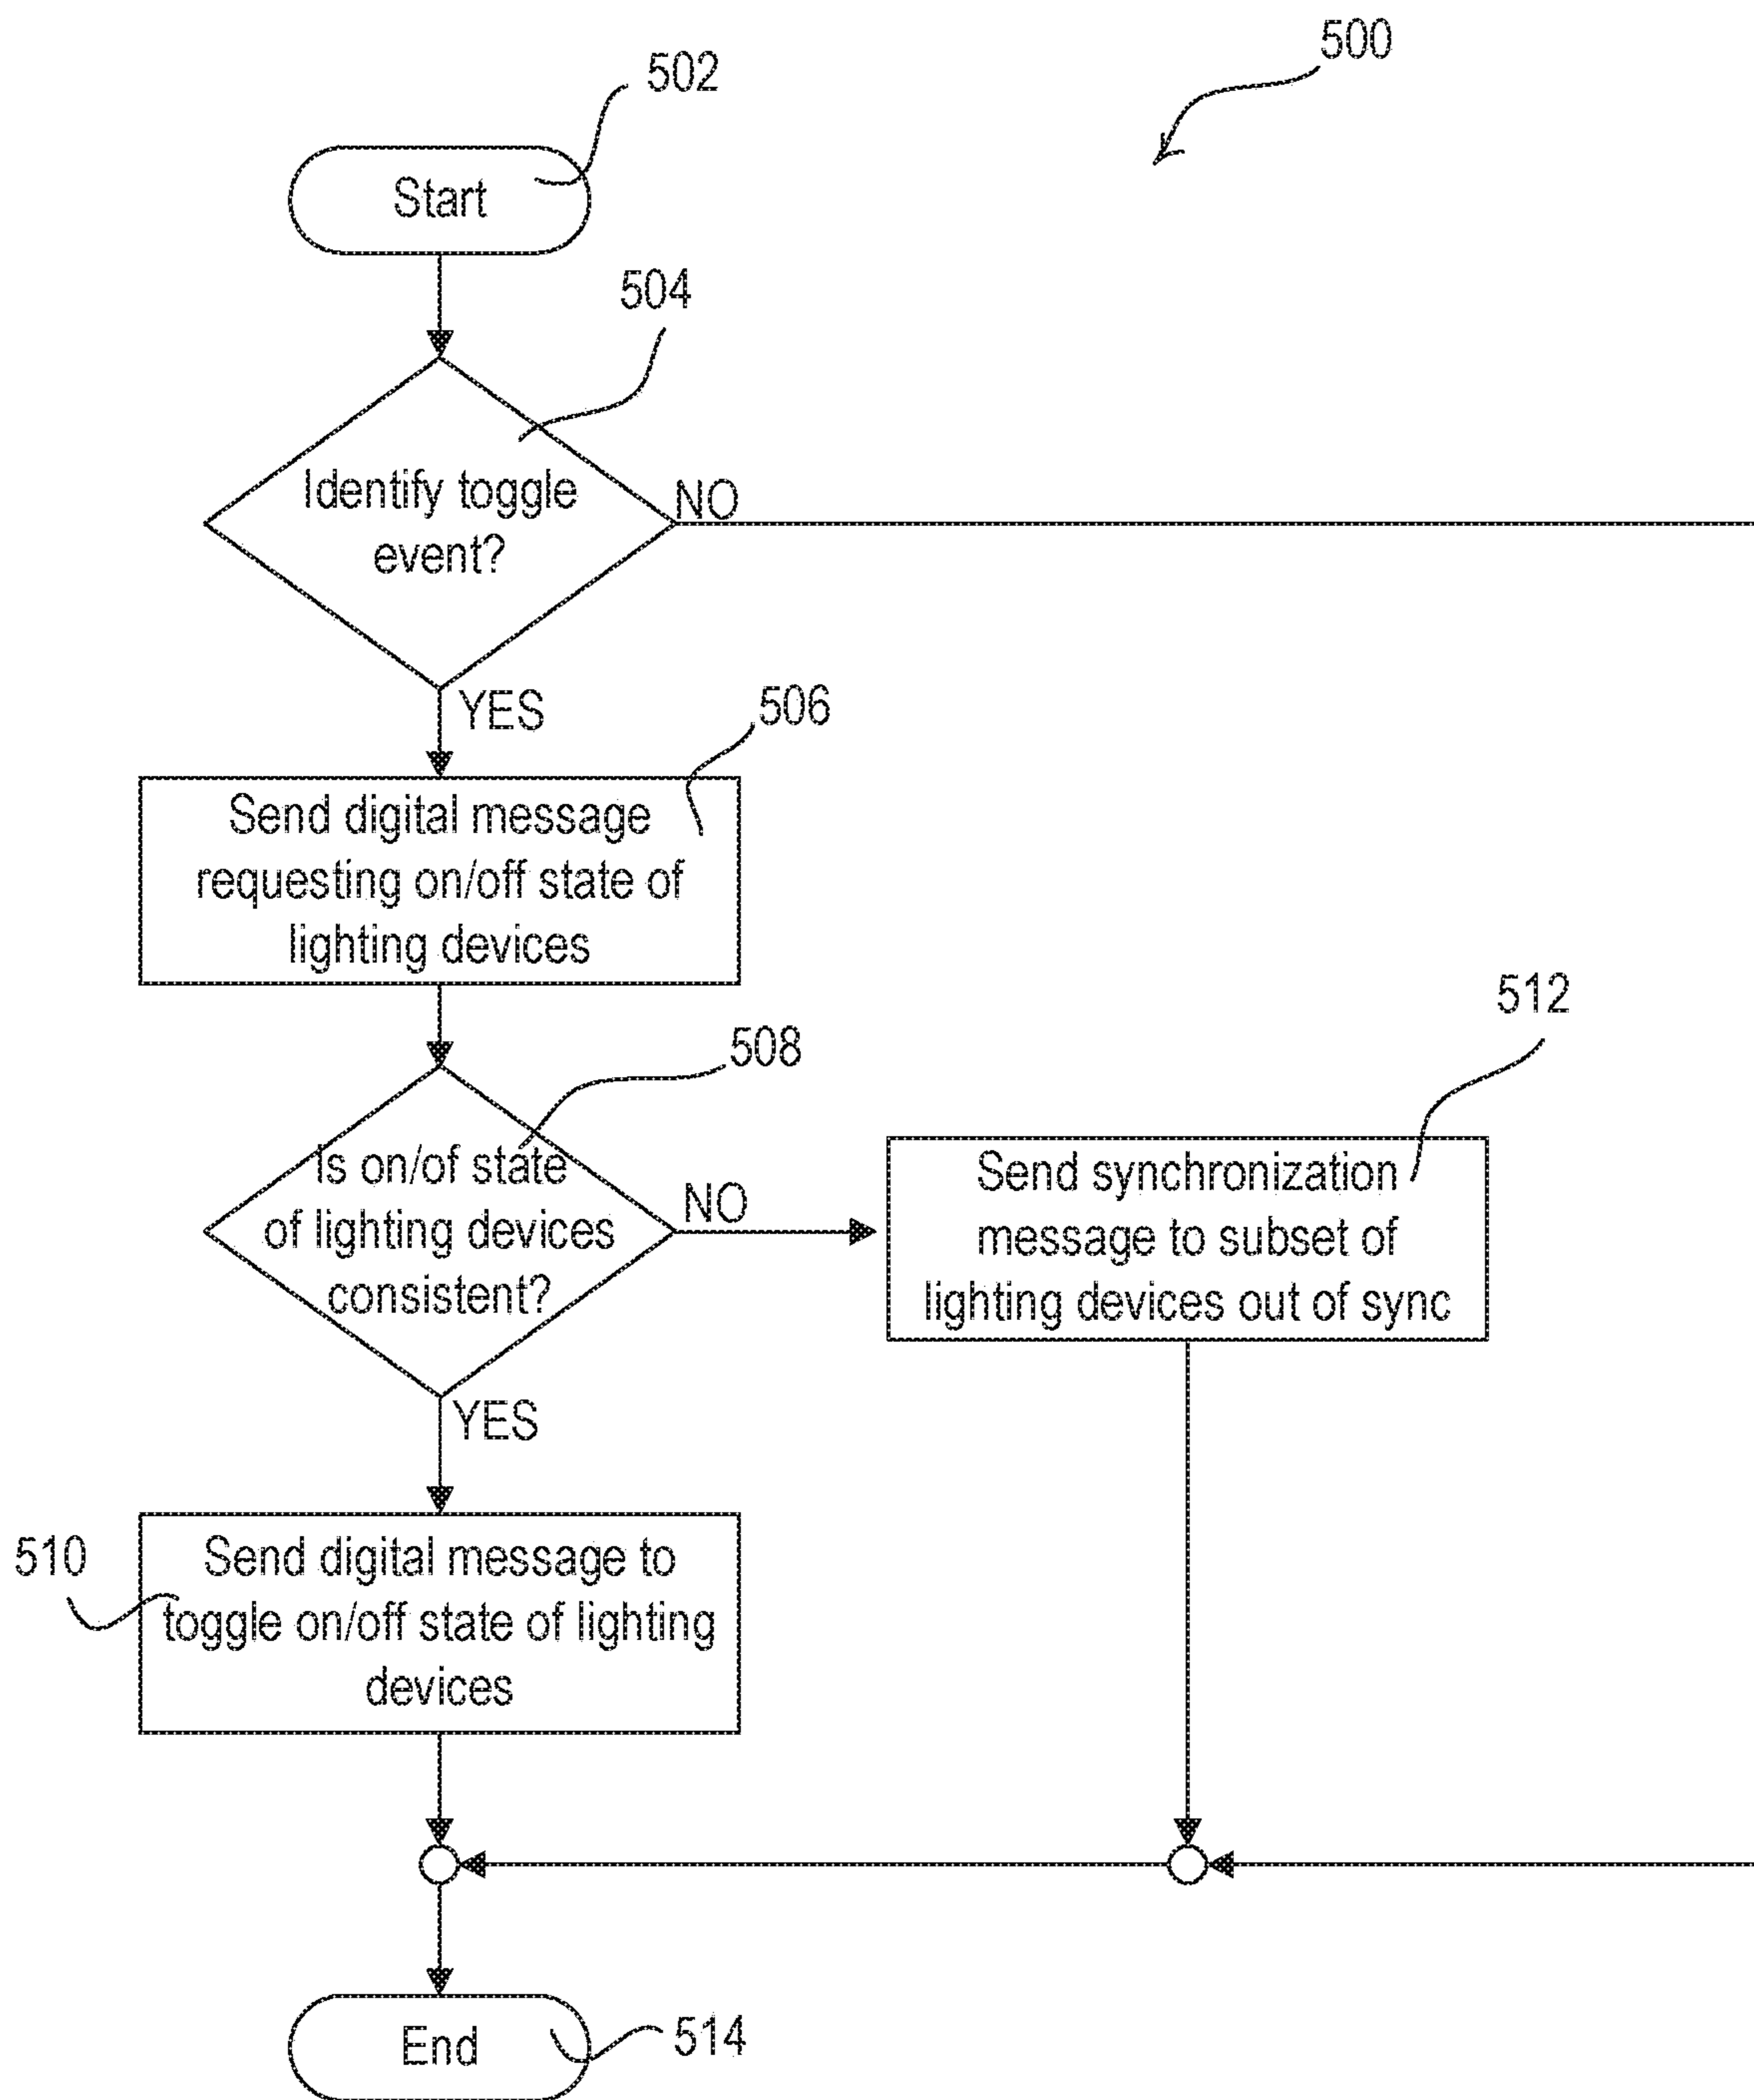 500
502
Start
504
Identify toggle
event?
NO
YES
506
Send digital message
requesting on/off state of
lighting devices
508
Is on/of state
of lighting devices
consistent?
NO
512
Send synchronization
message to subset of
lighting devices out of sync
YES
510
Send digital message to
toggle on/off state of lighting
devices
End
514